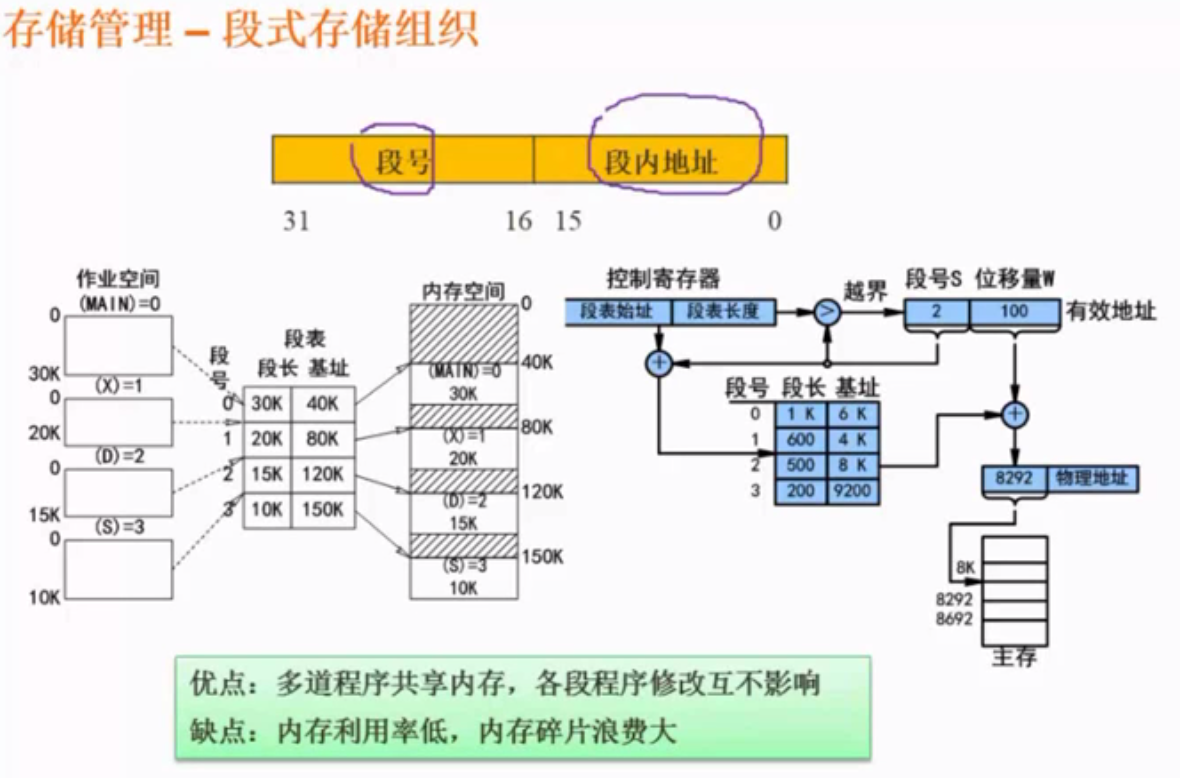 存储管理 – 段式存储组织
段号 段内地址
31 16 15 0
作业空间
(MAIN)=0
0
30K
(X)=1
0
20K
(D)=2
0
15K
(S)=3
0
10K
段表
段号 段长 基址
0 30K 40K
1 20K 80K
2 15K 120K
3 10K 150K
内存空间
0
40K
(MAIN)=0
30K
80K
(X)=1
20K
120K
(D)=2
15K
150K
(S)=3
10K
控制寄存器
段表始址 段表长度
>
越界
段号S 位移量W
2 100 有效地址
+
段号 段长 基址
0 1 K 6 K
1 600 4 K
2 500 8 K
3 200 9200
+
8292 物理地址
8K
8292
8692
主存
优点：多道程序共享内存，各段程序修改互不影响
缺点：内存利用率低，内存碎片浪费大